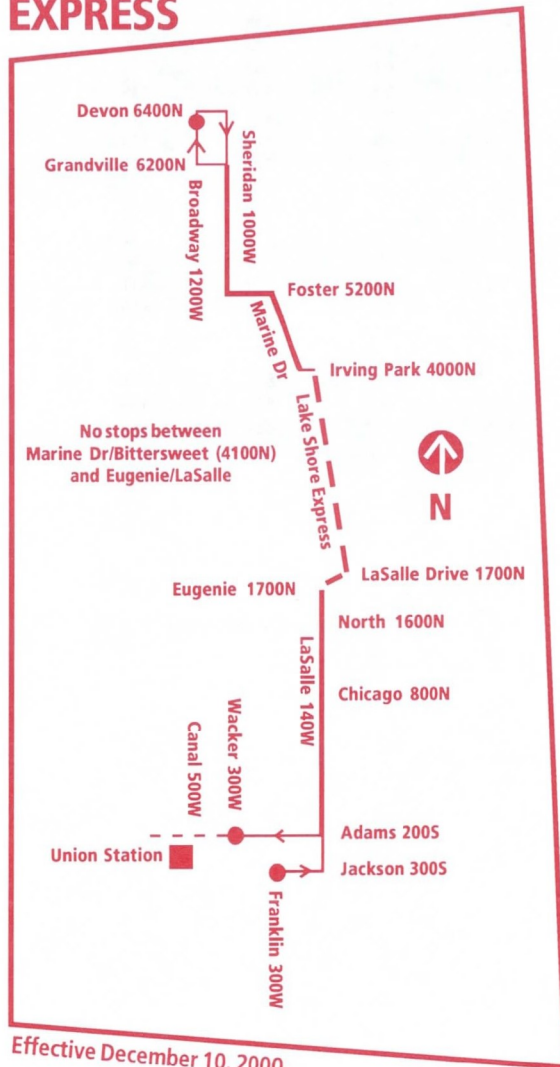 EXPRESS
Devon 6400N
Grandville 6200N
Sheridan 1000W
Broadway 1200W
Foster 5200N
Marine Dr
Irving Park 4000N
No stops between
Marine Dr/Bittersweet (4100N)
and Eugenie/LaSalle
Lake Shore Express
N
LaSalle Drive 1700N
Eugenie 1700N
North 1600N
LaSalle 140W
Chicago 800N
Wacker 300W
Canal 500W
Adams 200S
Union Station
Jackson 300S
Franklin 300W
Effective December 10, 2000